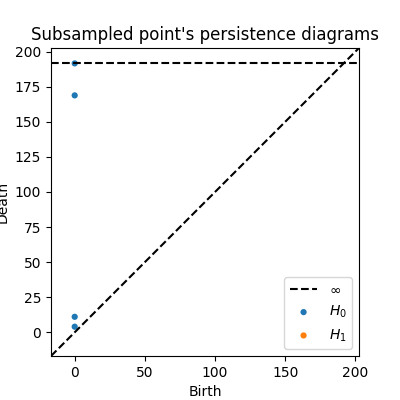 Subsampled point's persistence diagrams
200
175
150
125
100
75
50
25
0
Death
0 50 100 150 200
Birth
∞
H₀
H₁